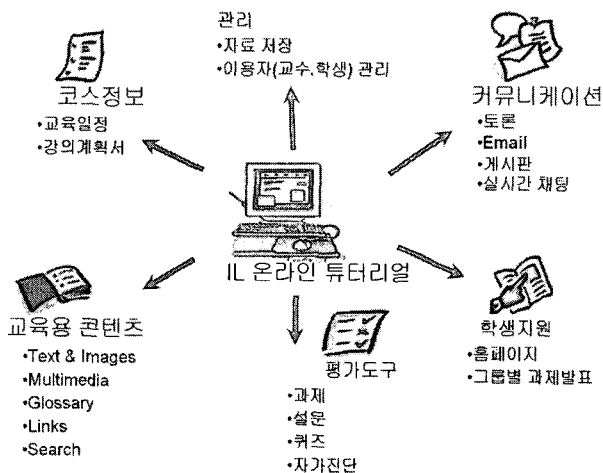 관리
•자료 저장
•이용자(교수.학생) 관리
코스정보
•교육일정
•강의계획서
커뮤니케이션
•토론
•Email
•게시판
•실시간 채팅
IL 온라인 튜터리얼
교육용 콘텐츠
•Text & Images
•Multimedia
•Glossary
•Links
•Search
평가도구
•과제
•설문
•퀴즈
•자가진단
학생지원
•홈페이지
•그룹별 과제발표